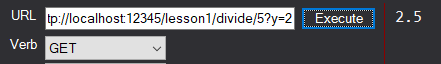 URL tp://localhost:12345/lesson1/divide/5?y=2 Execute 2.5
Verb GET